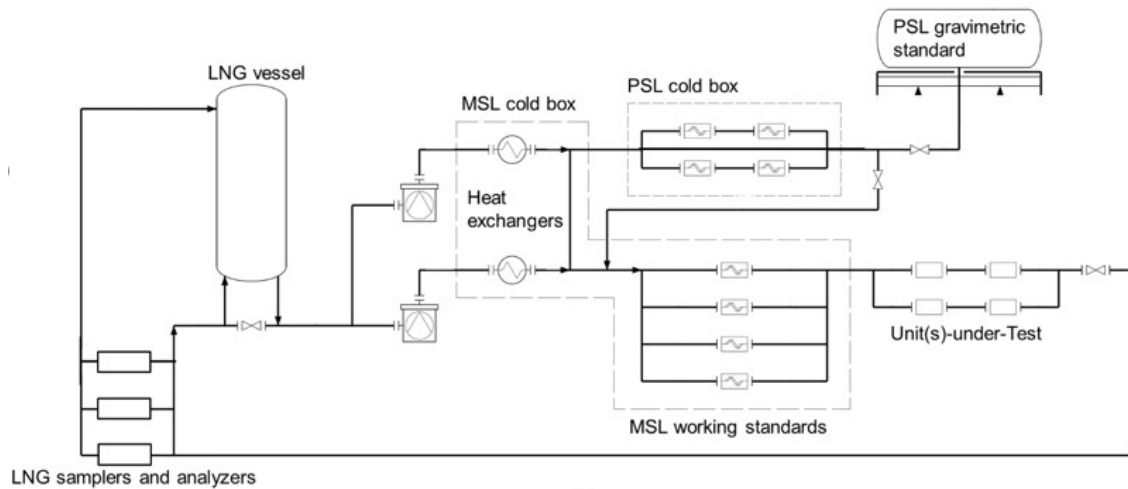 PSL gravimetric
standard
LNG vessel
MSL cold box
PSL cold box
Heat
exchangers
Unit(s)-under-Test
MSL working standards
LNG samplers and analyzers